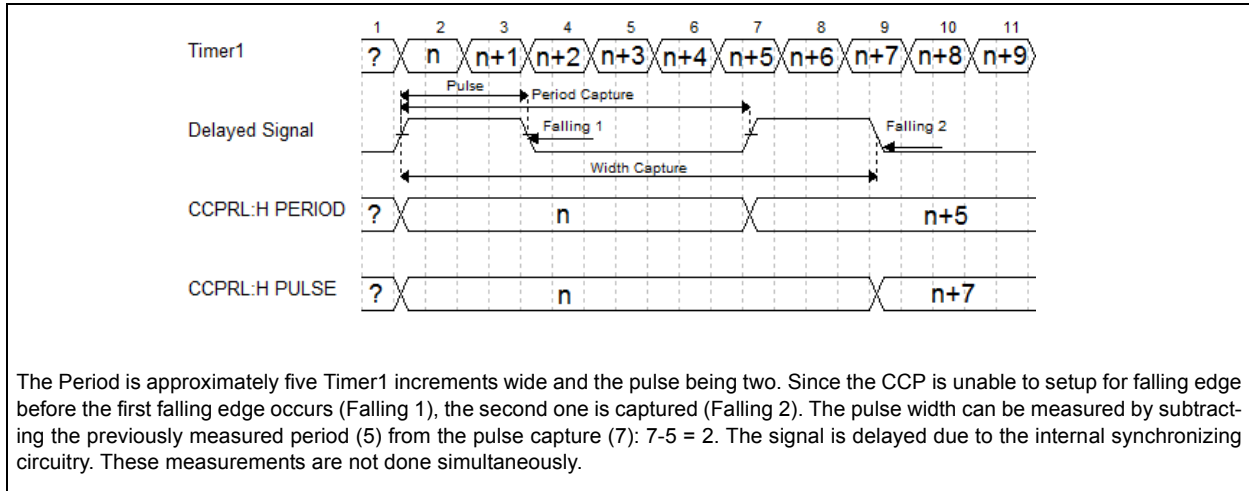 1 2 3 4 5 6 7 8 9 10 11
Timer1 ? n n+1 n+2 n+3 n+4 n+5 n+6 n+7 n+8 n+9
Pulse Period Capture
Delayed Signal Falling 1 Falling 2
Width Capture
CCPRL:H PERIOD ? n n+5
CCPRL:H PULSE ? n n+7
The Period is approximately five Timer1 increments wide and the pulse being two. Since the CCP is unable to setup for falling edge
before the first falling edge occurs (Falling 1), the second one is captured (Falling 2). The pulse width can be measured by subtract-
ing the previously measured period (5) from the pulse capture (7): 7-5 = 2. The signal is delayed due to the internal synchronizing
circuitry. These measurements are not done simultaneously.